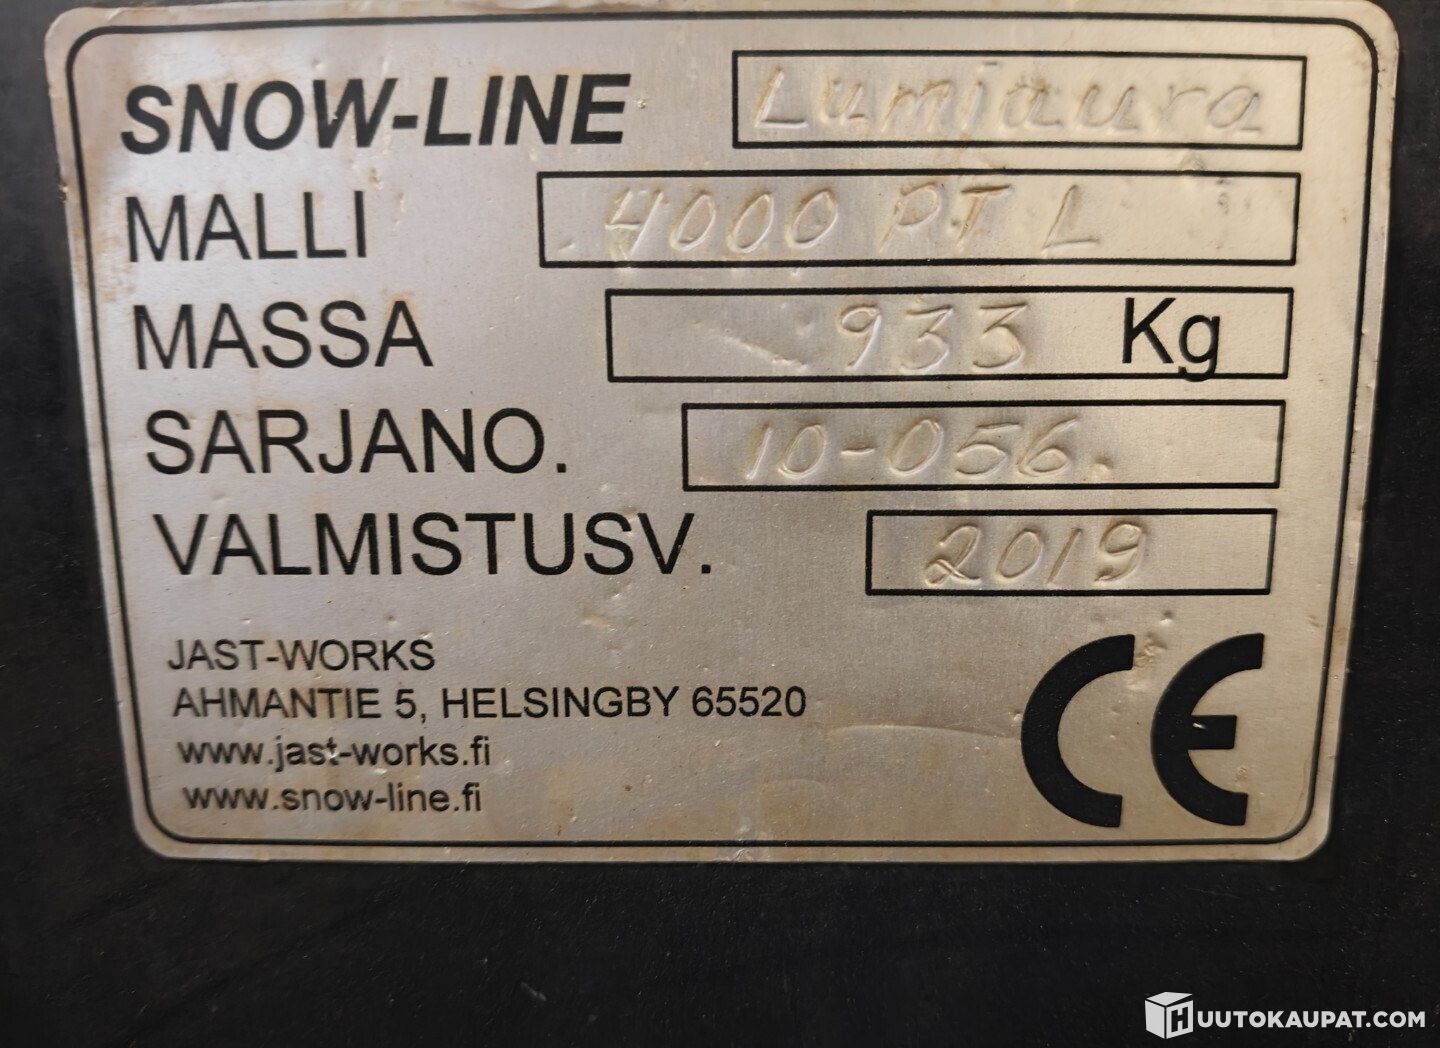 SNOW-LINE Lumiaura
MALLI 4000 PT L
MASSA 933 Kg
SARJANO. 10-056.
VALMISTUSV. 2019
JAST-WORKS
AHMANTIE 5, HELSINGBY 65520
www.jast-works.fi
www.snow-line.fi
CE
HUUTOKAUPAT.COM